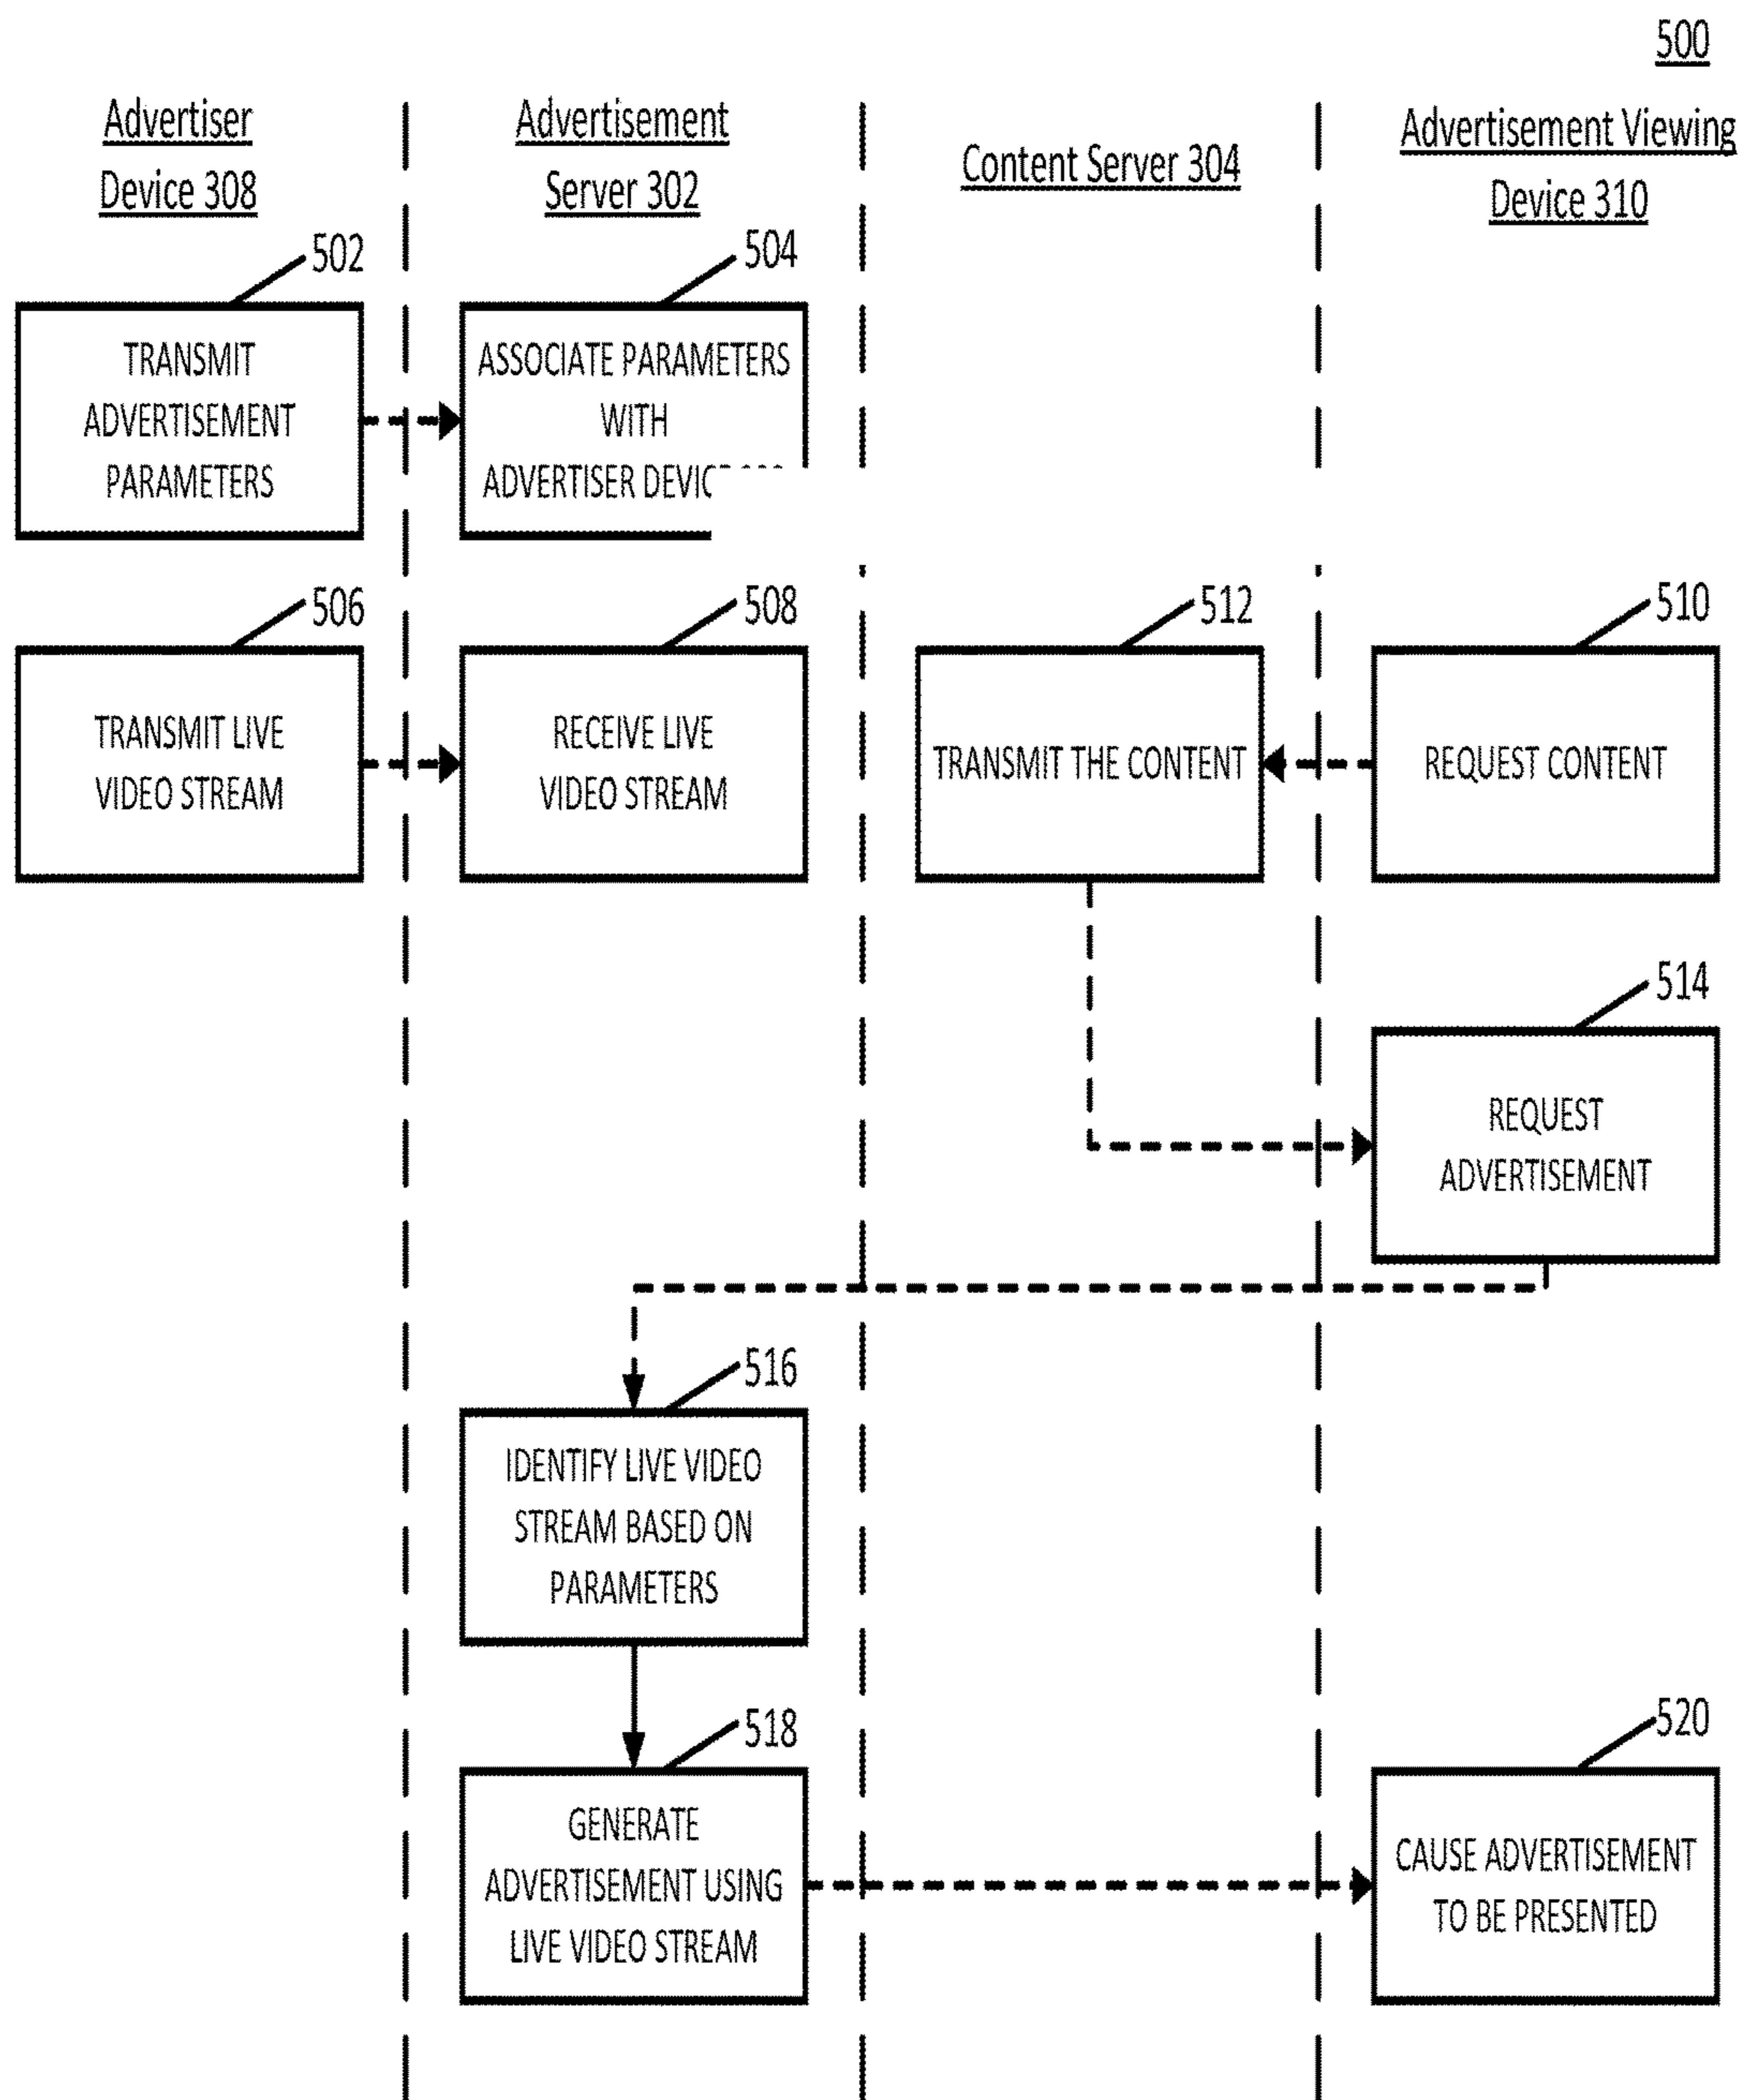 500
Advertiser
Device 308
Advertisement
Server 302
Content Server 304
Advertisement Viewing
Device 310
502
TRANSMIT
ADVERTISEMENT
PARAMETERS
504
ASSOCIATE PARAMETERS
WITH
ADVERTISER
506
TRANSMIT LIVE
VIDEO STREAM
508
RECEIVE LIVE
VIDEO STREAM
512
TRANSMIT THE CONTENT
510
REQUEST CONTENT
514
REQUEST
ADVERTISEMENT
516
IDENTIFY LIVE VIDEO
STREAM BASED ON
PARAMETERS
518
GENERATE
ADVERTISEMENT USING
LIVE VIDEO STREAM
520
CAUSE ADVERTISEMENT
TO BE PRESENTED